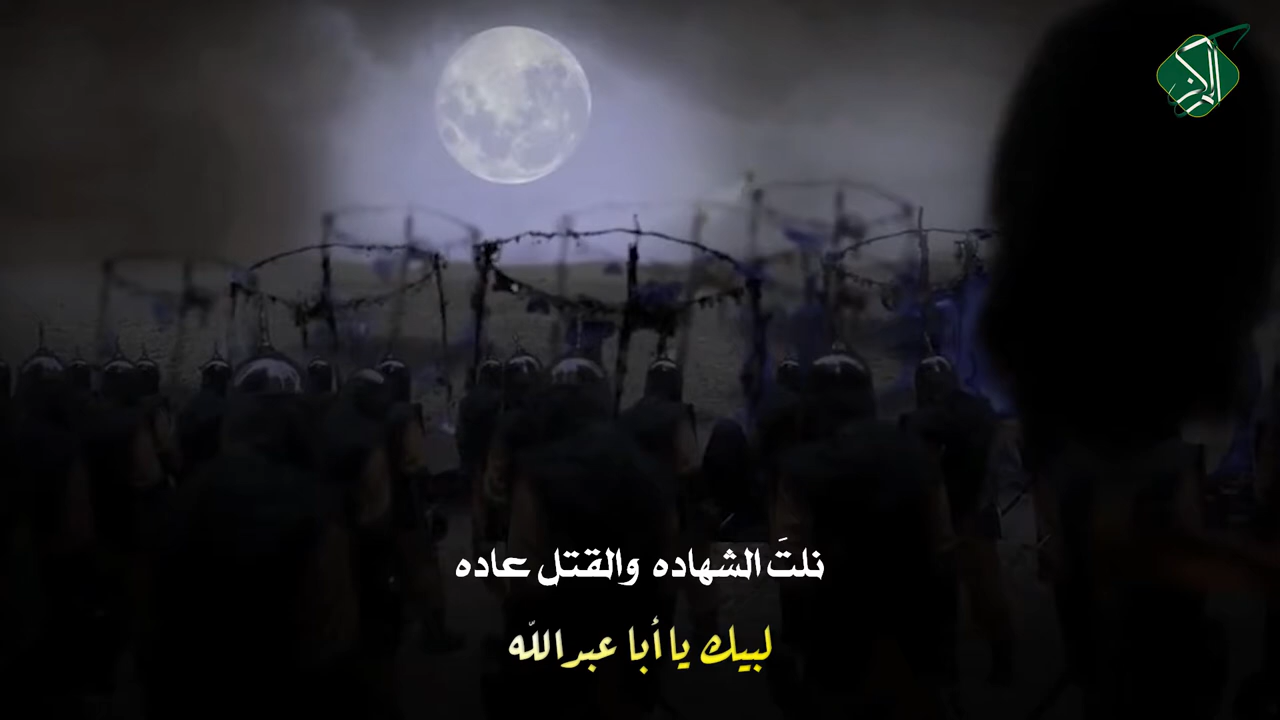 نلتَ الشهاده والقتل عاده
لبيك يا أبا عبدالله